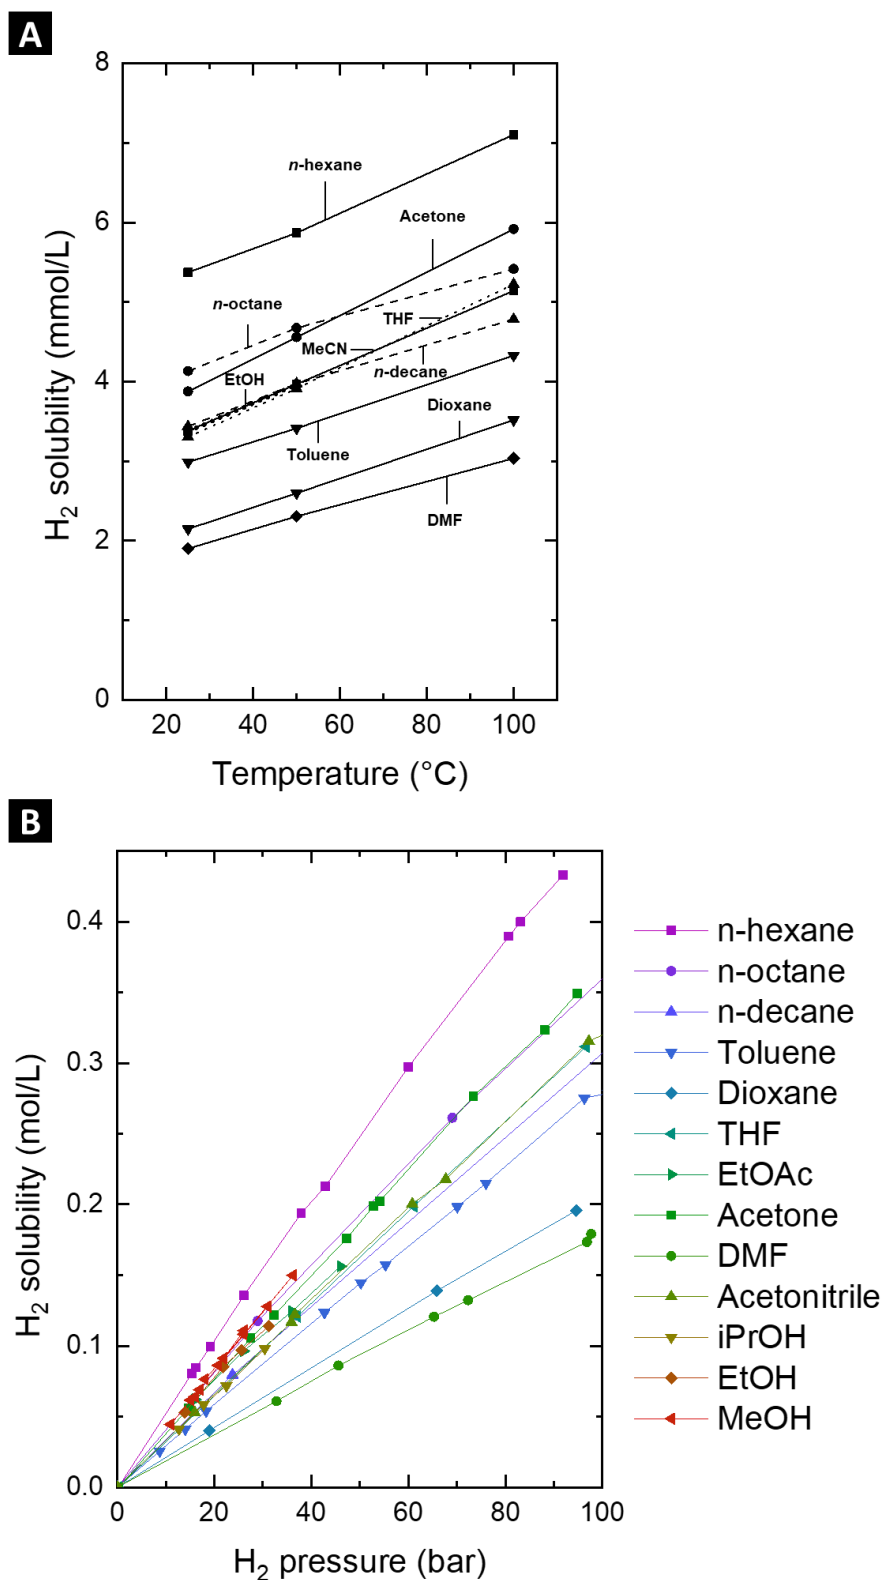 A
8
n-hexane
Acetone
6
n-octane
THF
MeCN
n-decane
4
EtOH
Dioxane
Toluene
DMF
2
0
H2 solubility (mmol/L)
20 40 60 80 100
Temperature (°C)
B
0.4
0.3
0.2
0.1
0.0
H2 solubility (mol/L)
0 20 40 60 80 100
H2 pressure (bar)
n-hexane
n-octane
n-decane
Toluene
Dioxane
THF
EtOAc
Acetone
DMF
Acetonitrile
iPrOH
EtOH
MeOH